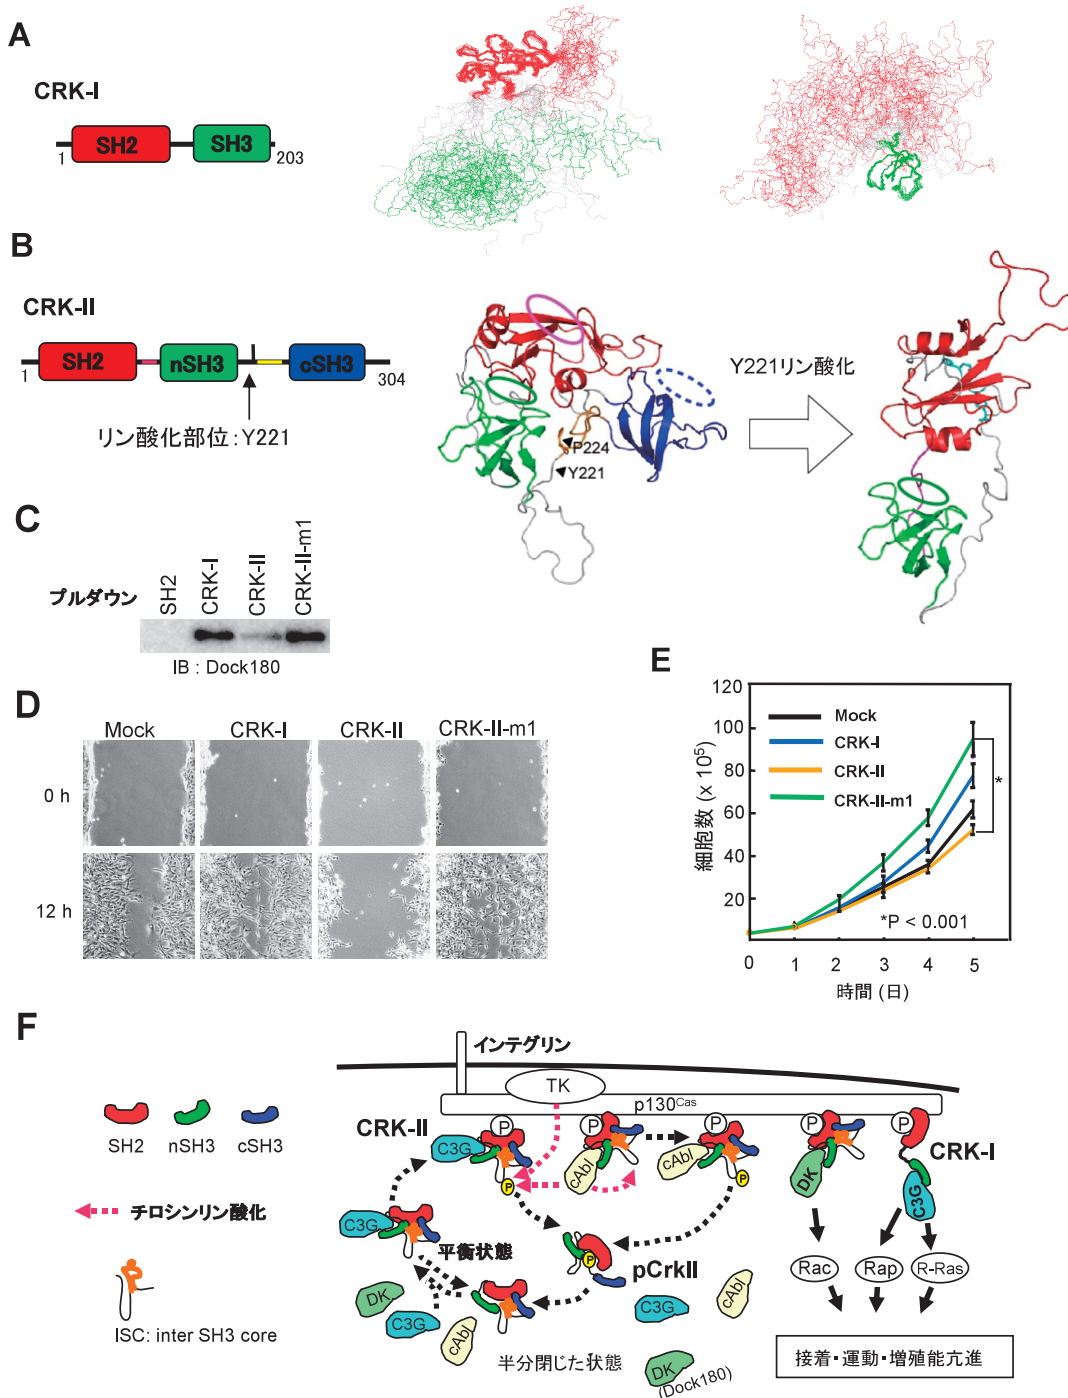 A
CRK-I
SH2
SH3
1
203
B
CRK-II
SH2
nSH3
cSH3
1
304
リン酸化部位：Y221
P224
Y221
Y221リン酸化
C
プルダウン
SH2
CRK-I
CRK-II
CRK-II-m1
IB : Dock180
D
Mock
CRK-I
CRK-II
CRK-II-m1
0 h
12 h
E
細胞数 (x 10⁵)
120
100
80
60
40
20
Mock
CRK-I
CRK-II
CRK-II-m1
*
*P < 0.001
0 1 2 3 4 5
時間 (日)
F
SH2 nSH3 cSH3
チロシンリン酸化
ISC: inter SH3 core
インテグリン
TK
p130Cas
CRK-II
P
P
P
P
P
CRK-I
C3G
P
cAbl
cAbl
P
DK
C3G
C3G
平衡状態
P
pCrkII
DK
C3G
cAbl
C3G
cAbl
半分閉じた状態
DK
(Dock180)
Rac
Rap
R-Ras
接着・運動・増殖能亢進